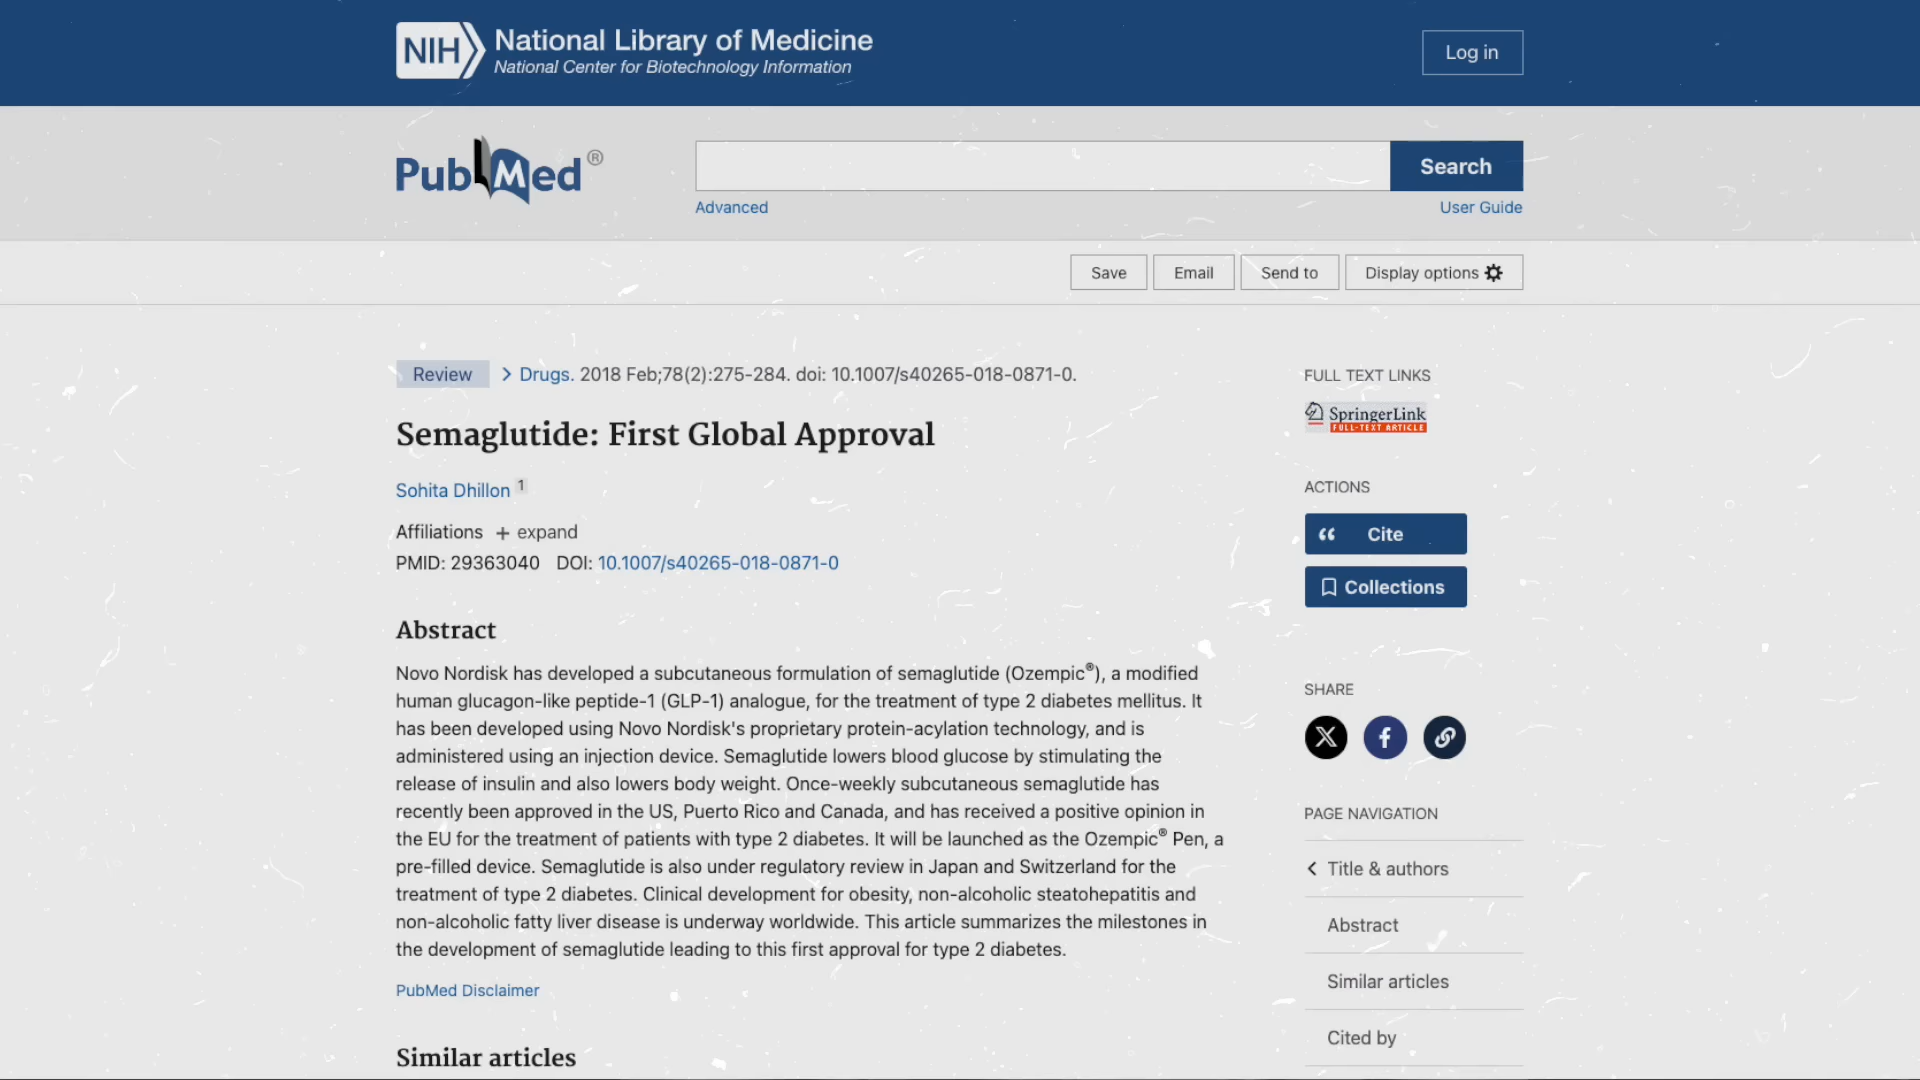 NIH National Library of Medicine
National Center for Biotechnology Information
Log in
PubMed®
Search
Advanced
User Guide
Save
Email
Send to
Display options
Review
Drugs. 2018 Feb;78(2):275-284. doi: 10.1007/s40265-018-0871-0.
Semaglutide: First Global Approval
Sohita Dhillon 1
Affiliations + expand
PMID: 29363040 DOI: 10.1007/s40265-018-0871-0
Abstract
Novo Nordisk has developed a subcutaneous formulation of semaglutide (Ozempic®), a modified
human glucagon-like peptide-1 (GLP-1) analogue, for the treatment of type 2 diabetes mellitus. It
has been developed using Novo Nordisk's proprietary protein-acylation technology, and is
administered using an injection device. Semaglutide lowers blood glucose by stimulating the
release of insulin and also lowers body weight. Once-weekly subcutaneous semaglutide has
recently been approved in the US, Puerto Rico and Canada, and has received a positive opinion in
the EU for the treatment of patients with type 2 diabetes. It will be launched as the Ozempic® Pen, a
pre-filled device. Semaglutide is also under regulatory review in Japan and Switzerland for the
treatment of type 2 diabetes. Clinical development for obesity, non-alcoholic steatohepatitis and
non-alcoholic fatty liver disease is underway worldwide. This article summarizes the milestones in
the development of semaglutide leading to this first approval for type 2 diabetes.
PubMed Disclaimer
Similar articles
FULL TEXT LINKS
SpringerLink
FULL-TEXT ARTICLE
ACTIONS
Cite
Collections
SHARE
X f
PAGE NAVIGATION
Title & authors
Abstract
Similar articles
Cited by